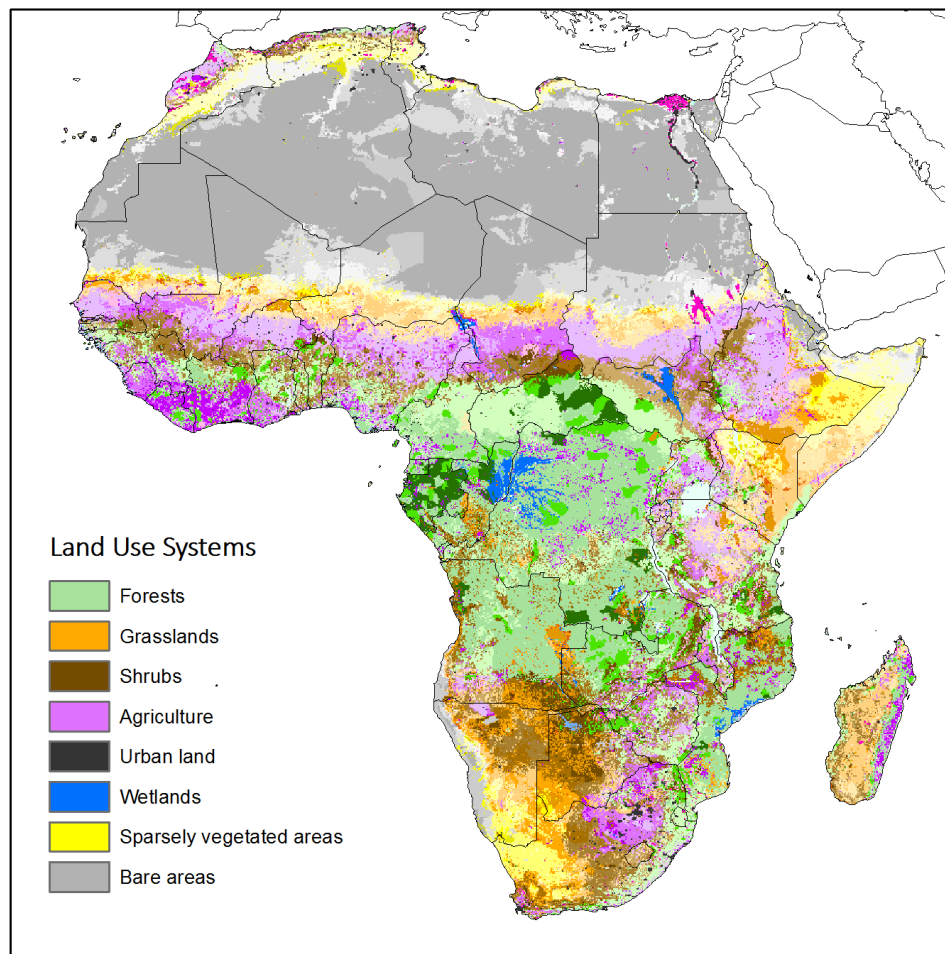 Land Use Systems
Forests
Grasslands
Shrubs
Agriculture
Urban land
Wetlands
Sparsely vegetated areas
Bare areas